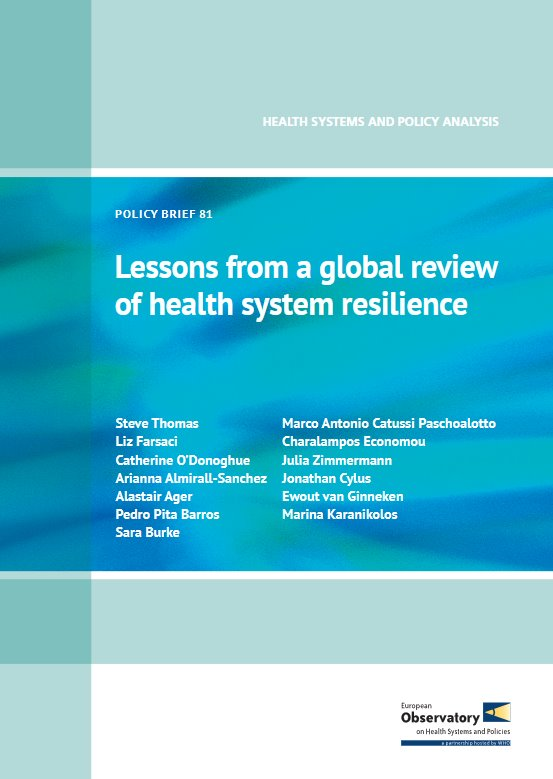 HEALTH SYSTEMS AND POLICY ANALYSIS
POLICY BRIEF 81
Lessons from a global review
of health system resilience
Steve Thomas
Liz Farsaci
Catherine O'Donoghue
Arianna Almirall-Sanchez
Alastair Ager
Pedro Pita Barros
Sara Burke
Marco Antonio Catussi Paschoalotto
Charalampos Economou
Julia Zimmermann
Jonathan Cylus
Ewout van Ginneken
Marina Karanikolos
European
Observatory
on Health Systems and Policies
a partnership hosted by WHO